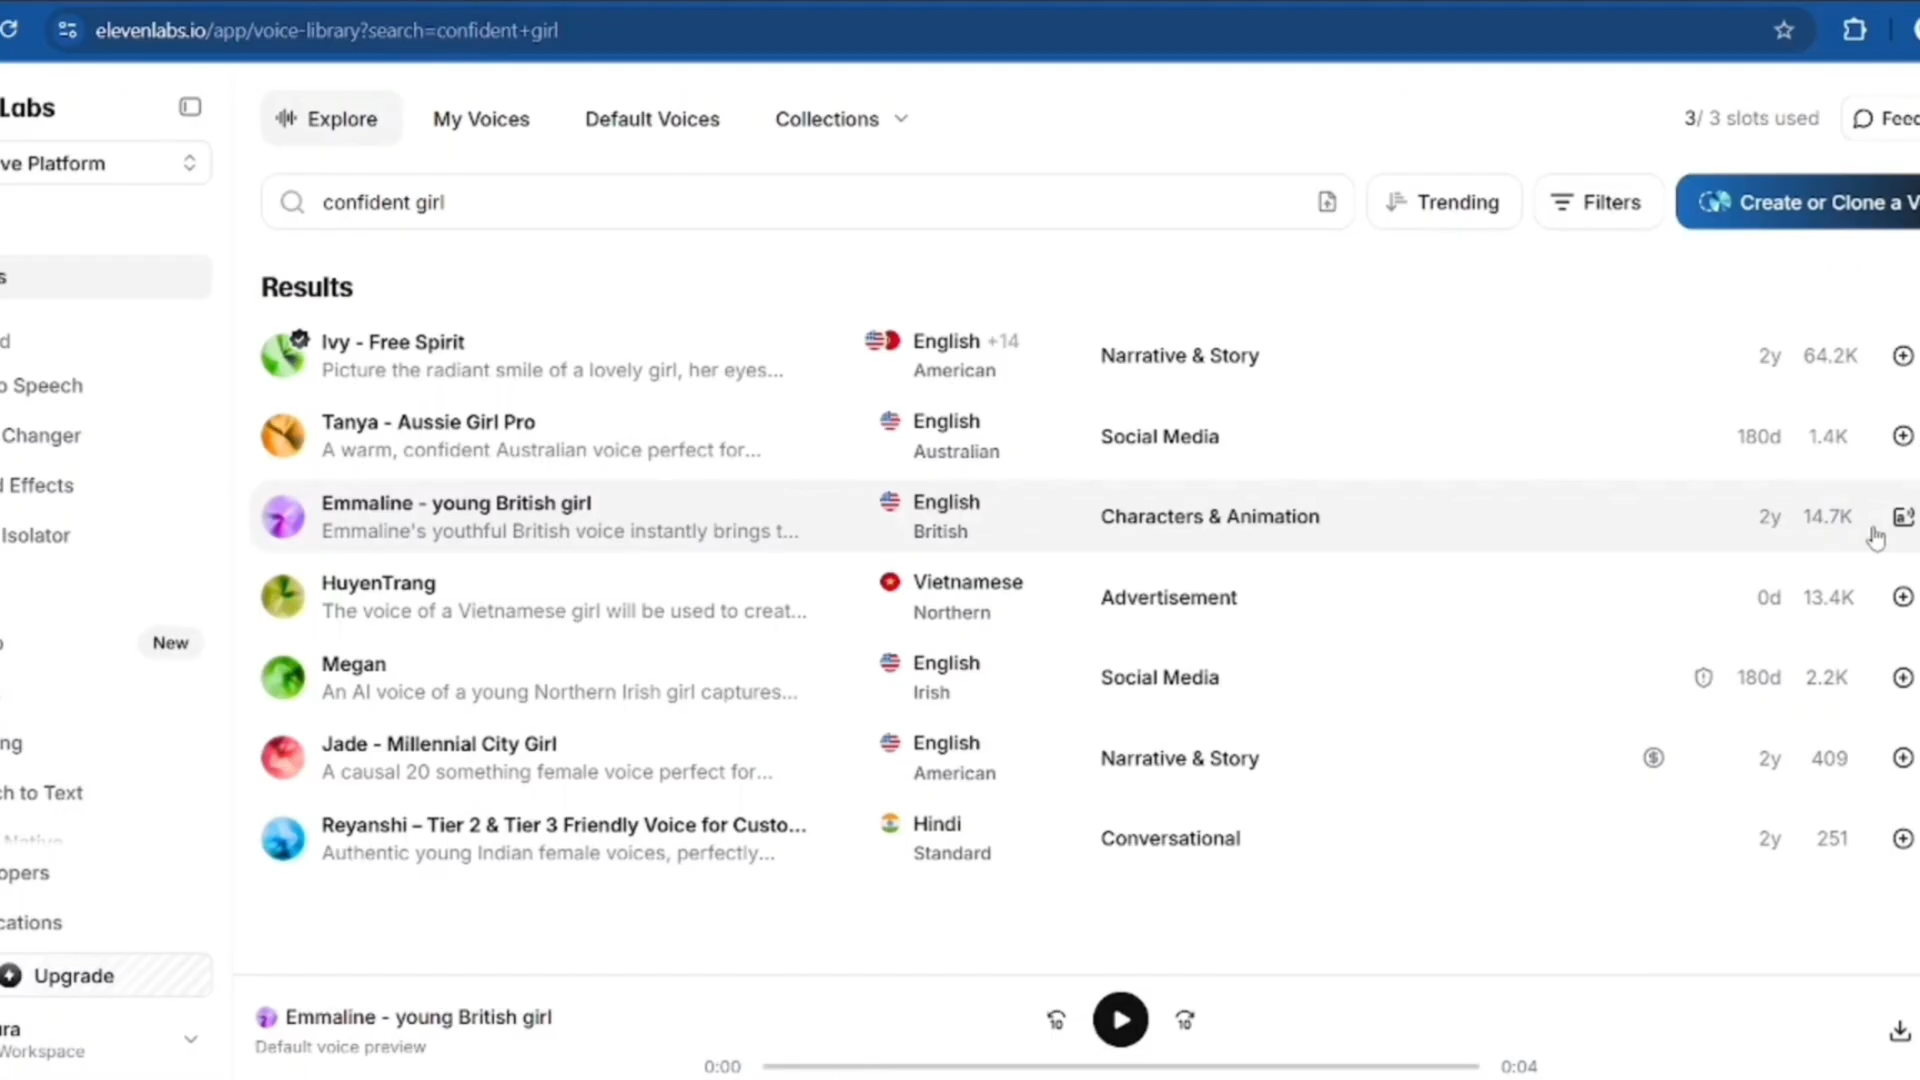 elevenlabs.io/app/voice-library?search=confident+girl
Labs
ve Platform
s
d
o Speech
Changer
d Effects
Isolator
o
New
ng
ch to Text
Native
opers
cations
Upgrade
ura
Workspace
Explore
My Voices
Default Voices
Collections
3/ 3 slots used
Feed
confident girl
Trending
Filters
Create or Clone a V
Results
Ivy - Free Spirit
Picture the radiant smile of a lovely girl, her eyes...
English +14
American
Narrative & Story
2y 64.2K
Tanya - Aussie Girl Pro
A warm, confident Australian voice perfect for...
English
Australian
Social Media
180d 1.4K
Emmaline - young British girl
Emmaline's youthful British voice instantly brings t...
English
British
Characters & Animation
2y 14.7K
HuyenTrang
The voice of a Vietnamese girl will be used to creat...
Vietnamese
Northern
Advertisement
0d 13.4K
Megan
An AI voice of a young Northern Irish girl captures...
English
Irish
Social Media
180d 2.2K
Jade - Millennial City Girl
A causal 20 something female voice perfect for...
English
American
Narrative & Story
2y 409
Reyanshi – Tier 2 & Tier 3 Friendly Voice for Custo...
Authentic young Indian female voices, perfectly...
Hindi
Standard
Conversational
2y 251
Emmaline - young British girl
Default voice preview
10
10
0:00
0:04